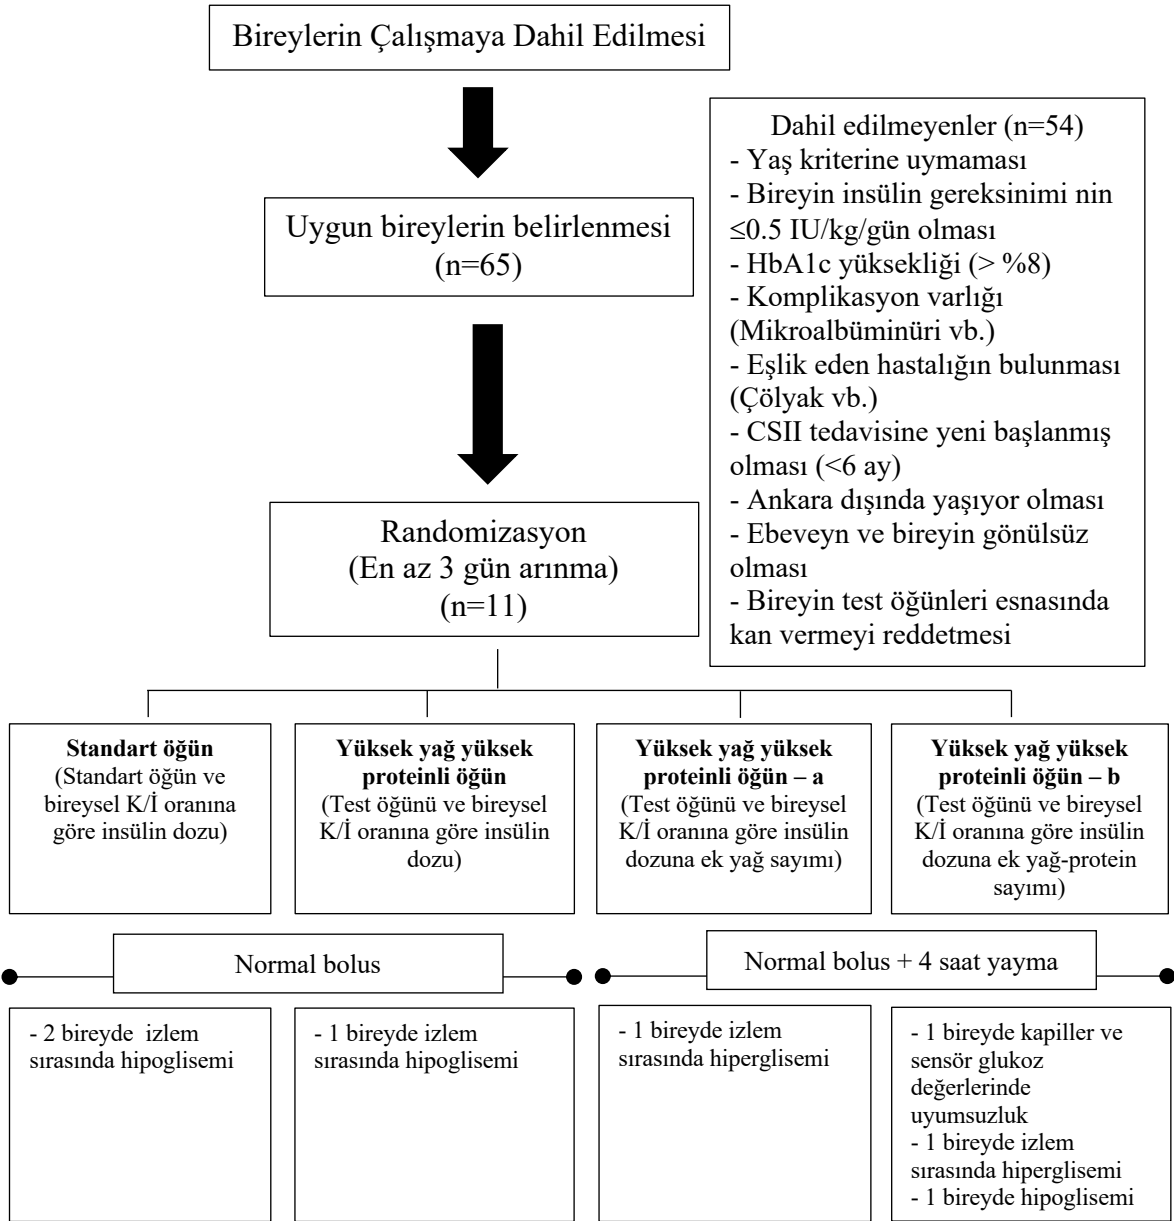 Bireylerin Çalışmaya Dahil Edilmesi
Uygun bireylerin belirlenmesi
(n=65)
Dahil edilmeyenler (n=54)
- Yaş kriterine uymaması
- Bireyin insülin gereksinimi nin
≤0.5 IU/kg/gün olması
- HbA1c yüksekliği (> %8)
- Komplikasyon varlığı
(Mikroalbüminüri vb.)
- Eşlik eden hastalığın bulunması
(Çölyak vb.)
- CSII tedavisine yeni başlanmış
olması (<6 ay)
- Ankara dışında yaşıyor olması
- Ebeveyn ve bireyin gönülsüz
olması
- Bireyin test öğünleri esnasında
kan vermeyi reddetmesi
Randomizasyon
(En az 3 gün arınma)
(n=11)
Standart öğün
(Standart öğün ve
bireysel K/İ oranına
göre insülin dozu)
Yüksek yağ yüksek
proteinli öğün
(Test öğünü ve bireysel
K/İ oranına göre insülin
dozu)
Yüksek yağ yüksek
proteinli öğün – a
(Test öğünü ve bireysel
K/İ oranına göre insülin
dozuna ek yağ sayımı)
Yüksek yağ yüksek
proteinli öğün – b
(Test öğünü ve bireysel
K/İ oranına göre insülin
dozuna ek yağ-protein
sayımı)
Normal bolus
Normal bolus + 4 saat yayma
- 2 bireyde izlem
sırasında hipoglisemi
- 1 bireyde izlem
sırasında hipoglisemi
- 1 bireyde izlem
sırasında hiperglisemi
- 1 bireyde kapiller ve
sensör glukoz
değerlerinde
uyumsuzluk
- 1 bireyde izlem
sırasında hiperglisemi
- 1 bireyde hipoglisemi